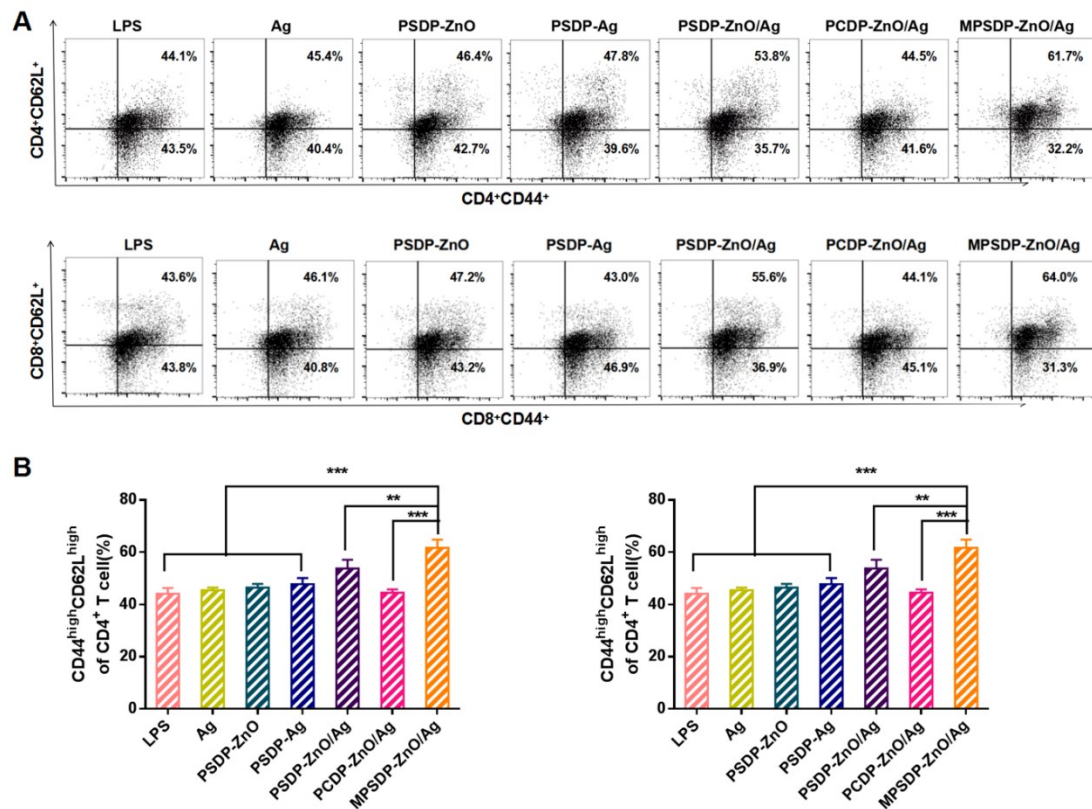 A
LPS Ag PSDP-ZnO PSDP-Ag PSDP-ZnO/Ag PCDP-ZnO/Ag MPSDP-ZnO/Ag
CD4⁺CD62L⁺
44.1% 45.4% 46.4% 47.8% 53.8% 44.5% 61.7%
43.5% 40.4% 42.7% 39.6% 35.7% 41.6% 32.2%
CD4⁺CD44⁺
LPS Ag PSDP-ZnO PSDP-Ag PSDP-ZnO/Ag PCDP-ZnO/Ag MPSDP-ZnO/Ag
CD8⁺CD62L⁺
43.6% 46.1% 47.2% 43.0% 55.6% 44.1% 64.0%
43.8% 40.8% 43.2% 46.9% 36.9% 45.1% 31.3%
CD8⁺CD44⁺
B
CD44ʰⁱᵍʰCD62Lʰⁱᵍʰ
of CD4⁺ T cell(%)
80
60
40
20
0
***
**
***
LPS
Ag
PSDP-ZnO
PSDP-Ag
PSDP-ZnO/Ag
PCDP-ZnO/Ag
MPSDP-ZnO/Ag
CD44ʰⁱᵍʰCD62Lʰⁱᵍʰ
of CD4⁺ T cell(%)
80
60
40
20
0
***
**
***
LPS
Ag
PSDP-ZnO
PSDP-Ag
PSDP-ZnO/Ag
PCDP-ZnO/Ag
MPSDP-ZnO/Ag